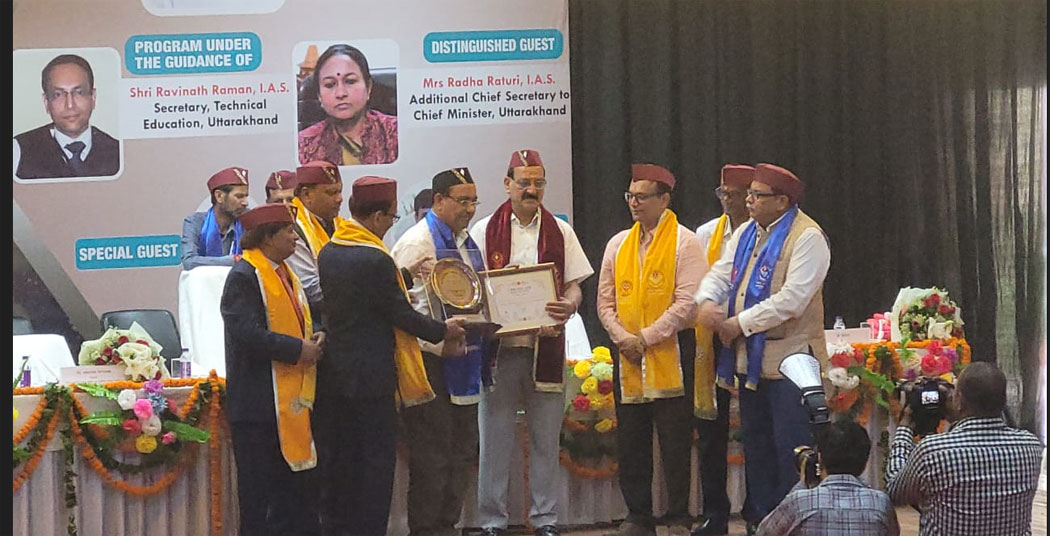 PROGRAM UNDER
THE GUIDANCE OF
Shri Ravinath Raman, I.A.S.
Secretary, Technical
Education, Uttarakhand
DISTINGUISHED GUEST
Mrs Radha Raturi, I.A.S.
Additional Chief Secretary to
Chief Minister, Uttarakhand
SPECIAL GUEST